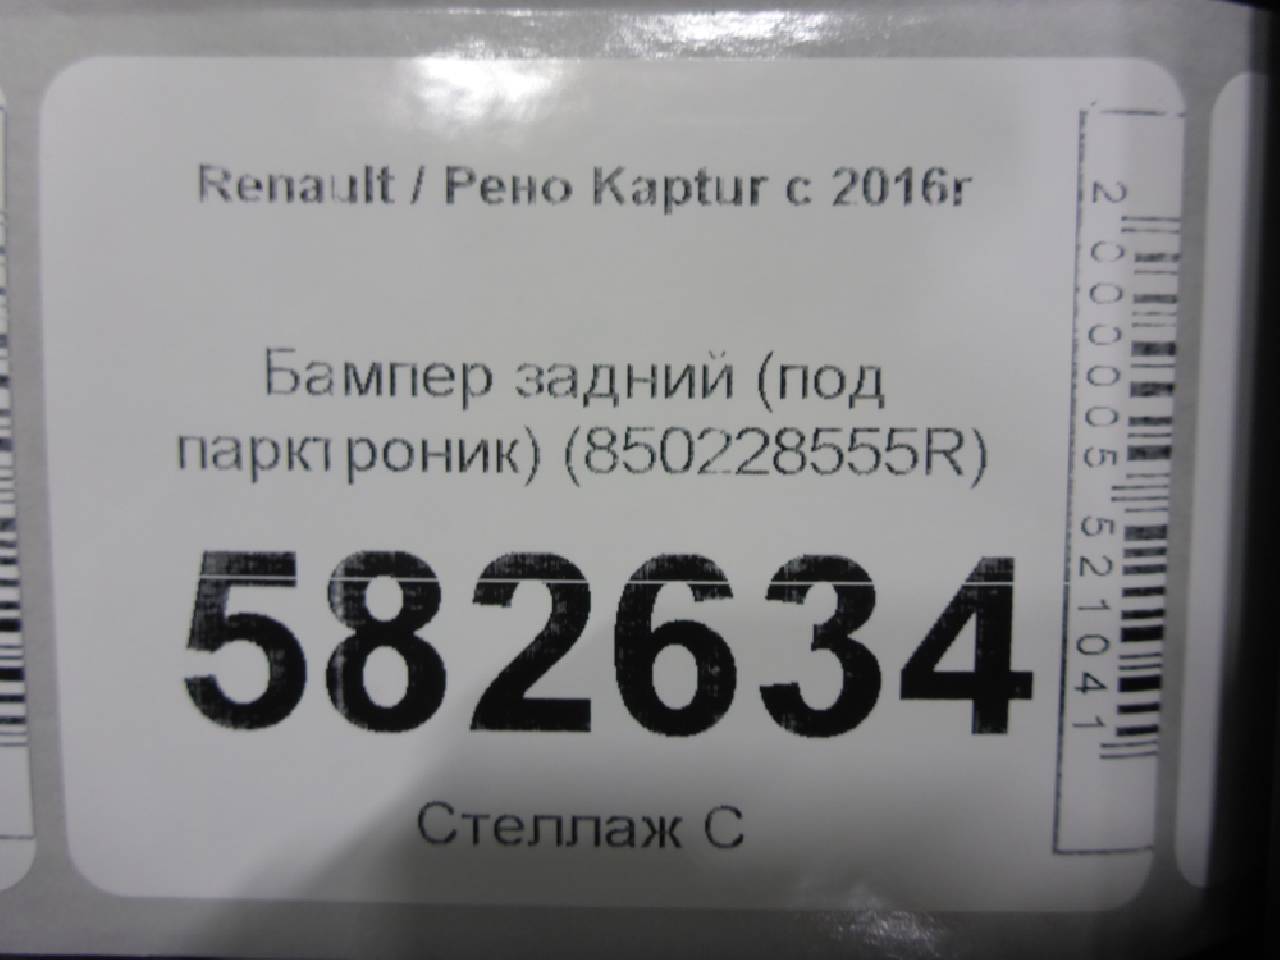 Renault / Рено Kaptur с 2016г
Бампер задний (под
парктроник) (850228555R)
582634
Стеллаж С
2000005521041